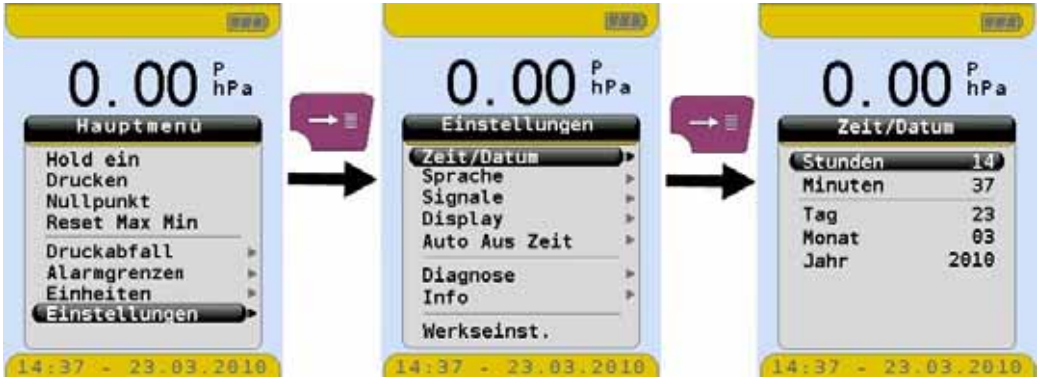 0.00 P hPa
Hauptmenü
Hold ein
Drucken
Nullpunkt
Reset Max Min
Druckabfall
Alarmgrenzen
Einheiten
Einstellungen
14:37 - 23.03.2010
0.00 P hPa
Einstellungen
Zeit/Datum
Sprache
Signale
Display
Auto Aus Zeit
Diagnose
Info
Werkseinst.
14:37 - 23.03.2010
0.00 P hPa
Zeit/Datum
Stunden 14
Minuten 37
Tag 23
Monat 03
Jahr 2010
14:37 - 23.03.2010